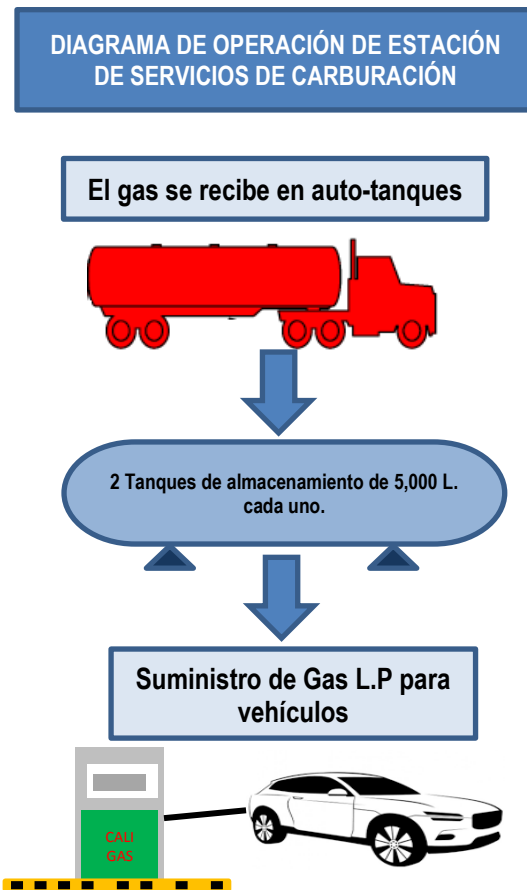 DIAGRAMA DE OPERACIÓN DE ESTACIÓN
DE SERVICIOS DE CARBURACIÓN
El gas se recibe en auto-tanques
2 Tanques de almacenamiento de 5,000 L.
cada uno.
Suministro de Gas L.P para
vehículos
CALI
GAS